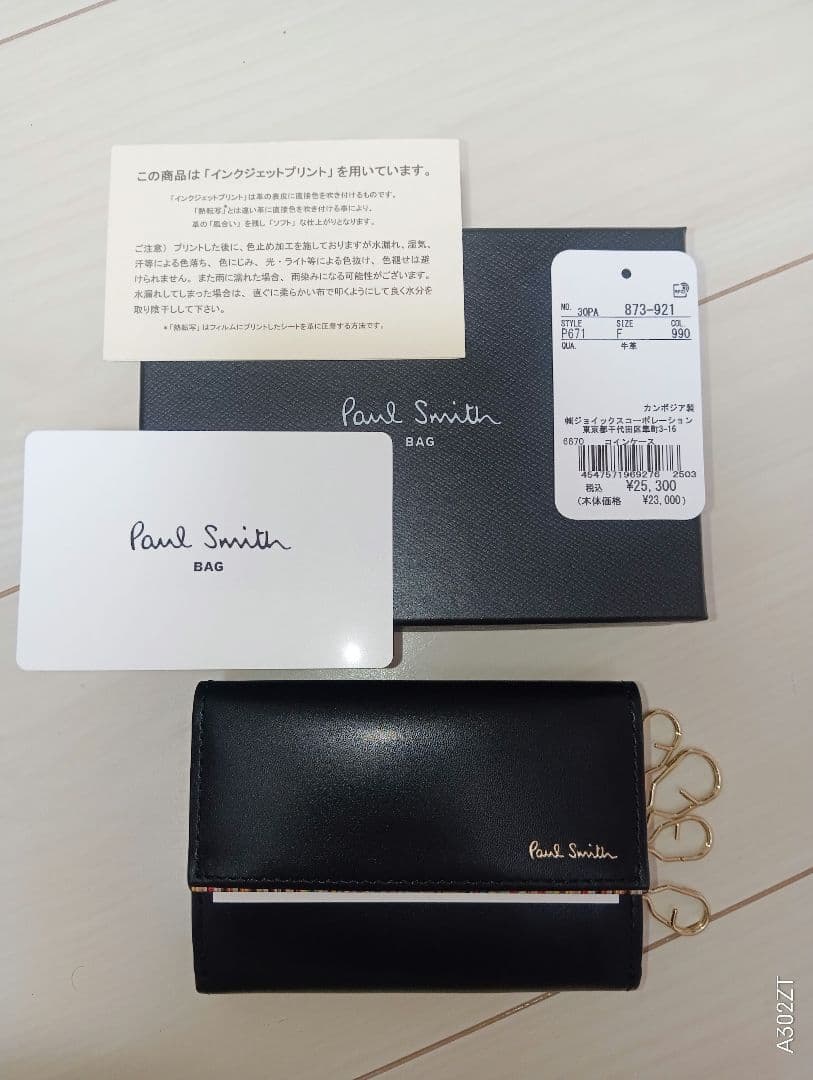 この商品は「インクジェットプリント」を用いています。
「インクジェットプリント」は革の表皮に直接色を吹き付けるものです。
「熱転写」*とは違い革に直接色を吹き付ける事により、
革の「風合い」を残し「ソフト」な仕上がりとなります。
ご注意） プリントした後に、色止め加工を施しておりますが水漏れ、湿気、
汗等による色落ち、色にじみ、光・ライト等による色抜け、色褪せは避
けられません。また雨に濡れた場合、雨染みになる可能性がございます。
水漏れしてしまった場合は、直ぐに柔らかい布で叩くようにして良く水分を
取り陰干しして下さい。
*「熱転写」はフィルムにプリントしたシートを革に圧着する方法です。
Paul Smith
BAG
NO. 30PA 873-921
STYLE SIZE COL.
P671 F 990
QUA. 牛革
カンボジア製
㈱ジョイックスコーポレーション
東京都千代田区隼町3-16
6670 コインケース
4547571969276 2503
税込 ¥25,300
(本体価格 ¥23,000)
Paul Smith
BAG
Paul Smith
A302ZT